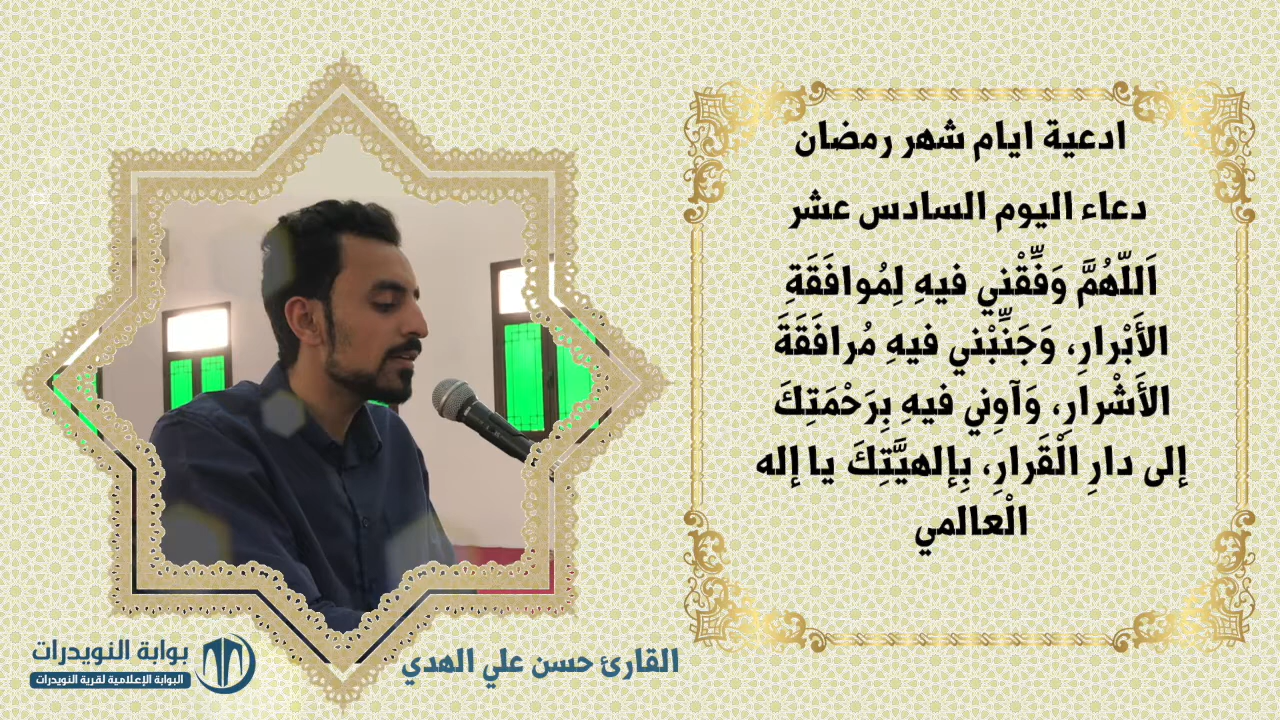 ادعية ايام شهر رمضان
دعاء اليوم السادس عشر
اَللّهُمَّ وَفِّقْني فيهِ لِمُوافَقَةِ
الأَبْرارِ، وَجَنِّبْني فيهِ مُرافَقَةَ
الأَشْرارِ، وَآوِني فيهِ بِرَحْمَتِكَ
إلى دارِ الْقَرارِ، بِإلهيَّتِكَ يا إله
الْعالمي
القارئ حسن علي الهدي
بوابة النويدرات
البوابة الإعلامية لقرية النويدرات